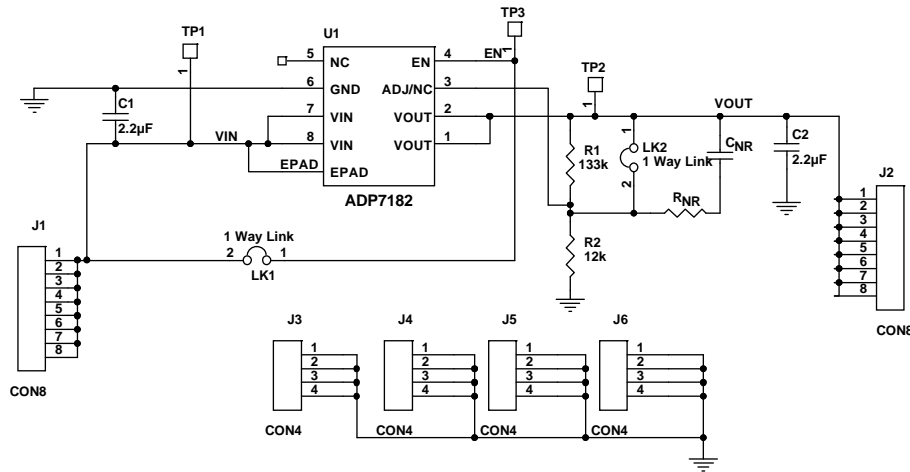 TP3
TP1
U1
5 NC
6 GND
7 VIN
8 VIN
EPAD EPAD
EN 4 EN
ADJ/NC 3
VOUT 2
VOUT 1
ADP7182
1
1
C1
2.2µF
VIN
TP2
1
VOUT
R1
133k
1
LK2
1 Way Link
2
CNR
RNR
C2
2.2µF
R2
12k
J2
1
2
3
4
5
6
7
8
CON8
J1
1
2
3
4
5
6
7
8
CON8
1 Way Link
2 1
LK1
J3
1
2
3
4
CON4
J4
1
2
3
4
CON4
J5
1
2
3
4
CON4
J6
1
2
3
4
CON4